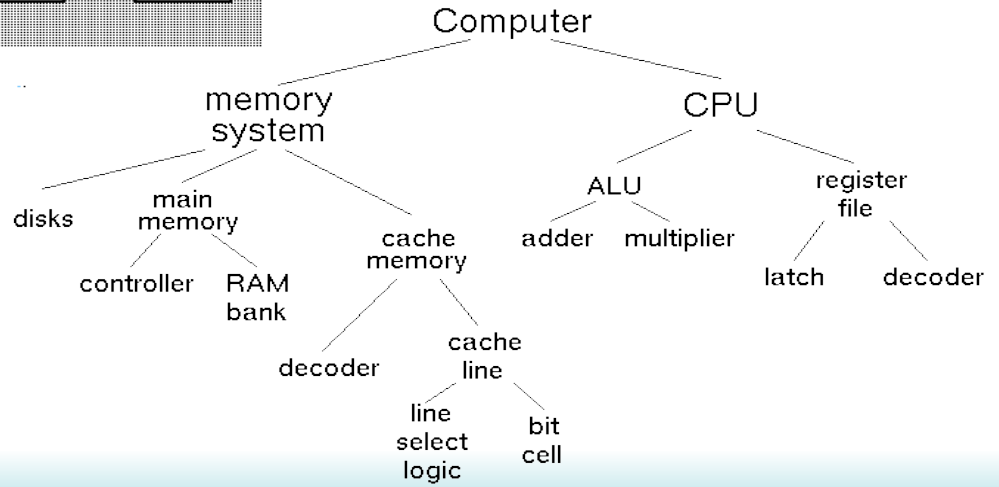 Computer
memory
system
CPU
disks
main
memory
cache
memory
ALU
register
file
controller
RAM
bank
adder
multiplier
latch
decoder
decoder
cache
line
line
select
logic
bit
cell